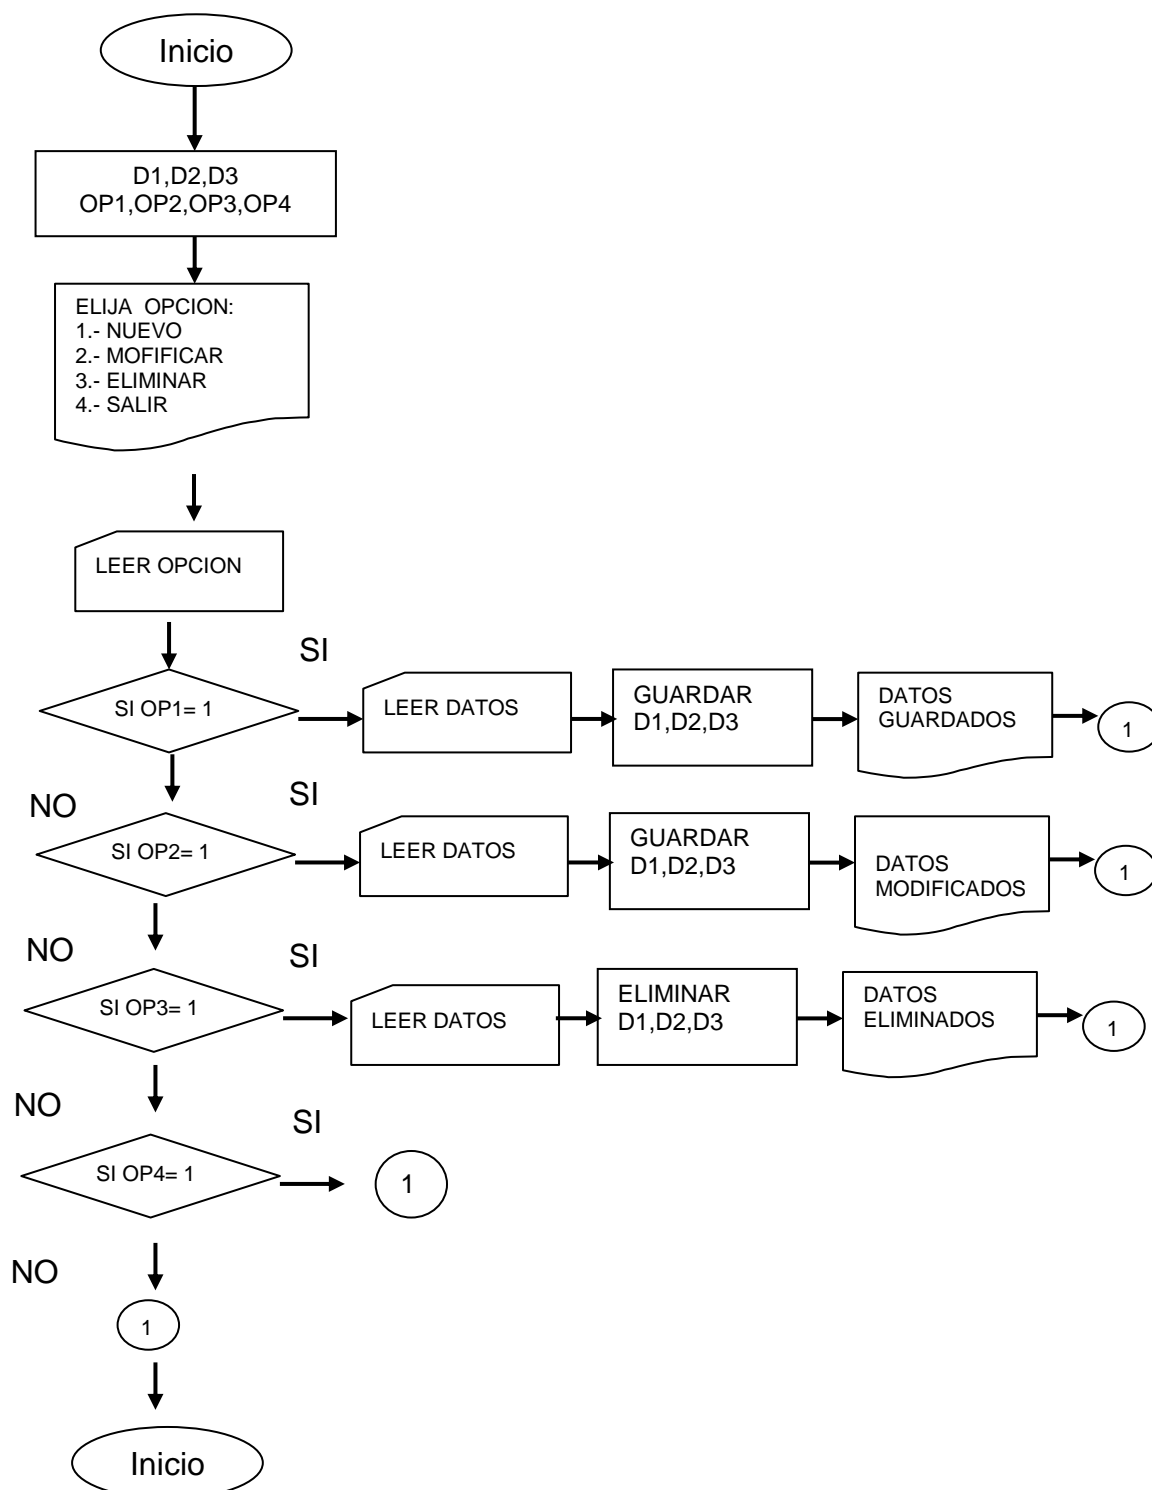 Inicio
D1,D2,D3
OP1,OP2,OP3,OP4
ELIJA OPCION:
1.- NUEVO
2.- MOFIFICAR
3.- ELIMINAR
4.- SALIR
LEER OPCION
SI
SI OP1= 1
LEER DATOS
GUARDAR
D1,D2,D3
DATOS
GUARDADOS
1
NO
SI
SI OP2= 1
LEER DATOS
GUARDAR
D1,D2,D3
DATOS
MODIFICADOS
1
NO
SI
SI OP3= 1
LEER DATOS
ELIMINAR
D1,D2,D3
DATOS
ELIMINADOS
1
NO
SI
SI OP4= 1
1
NO
1
Inicio